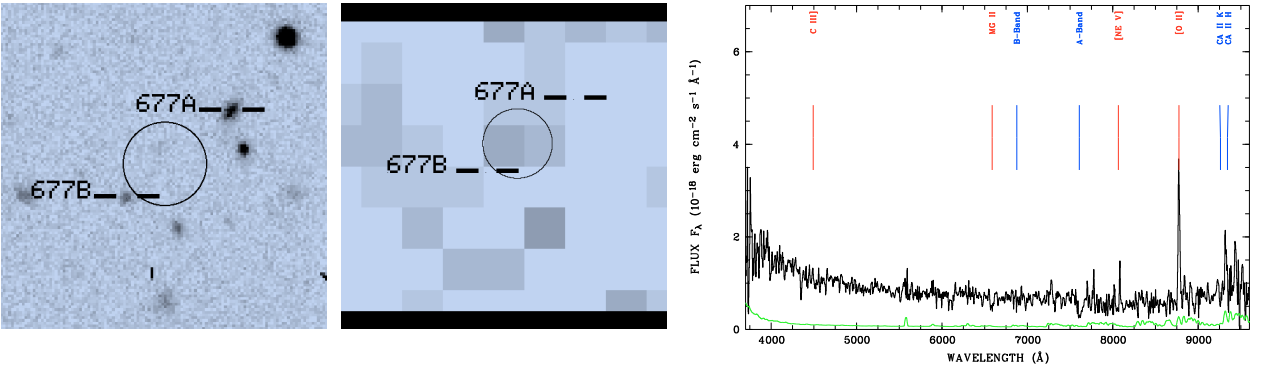 677A
677B
677A
677B
C III]
MG II
B-Band
A-Band
[NE V]
[O II]
CA II K
CA II H
FLUX Fλ (10⁻¹⁸ erg cm⁻² s⁻¹ Å⁻¹)
6
4
2
0
4000 5000 6000 7000 8000 9000
WAVELENGTH (Å)